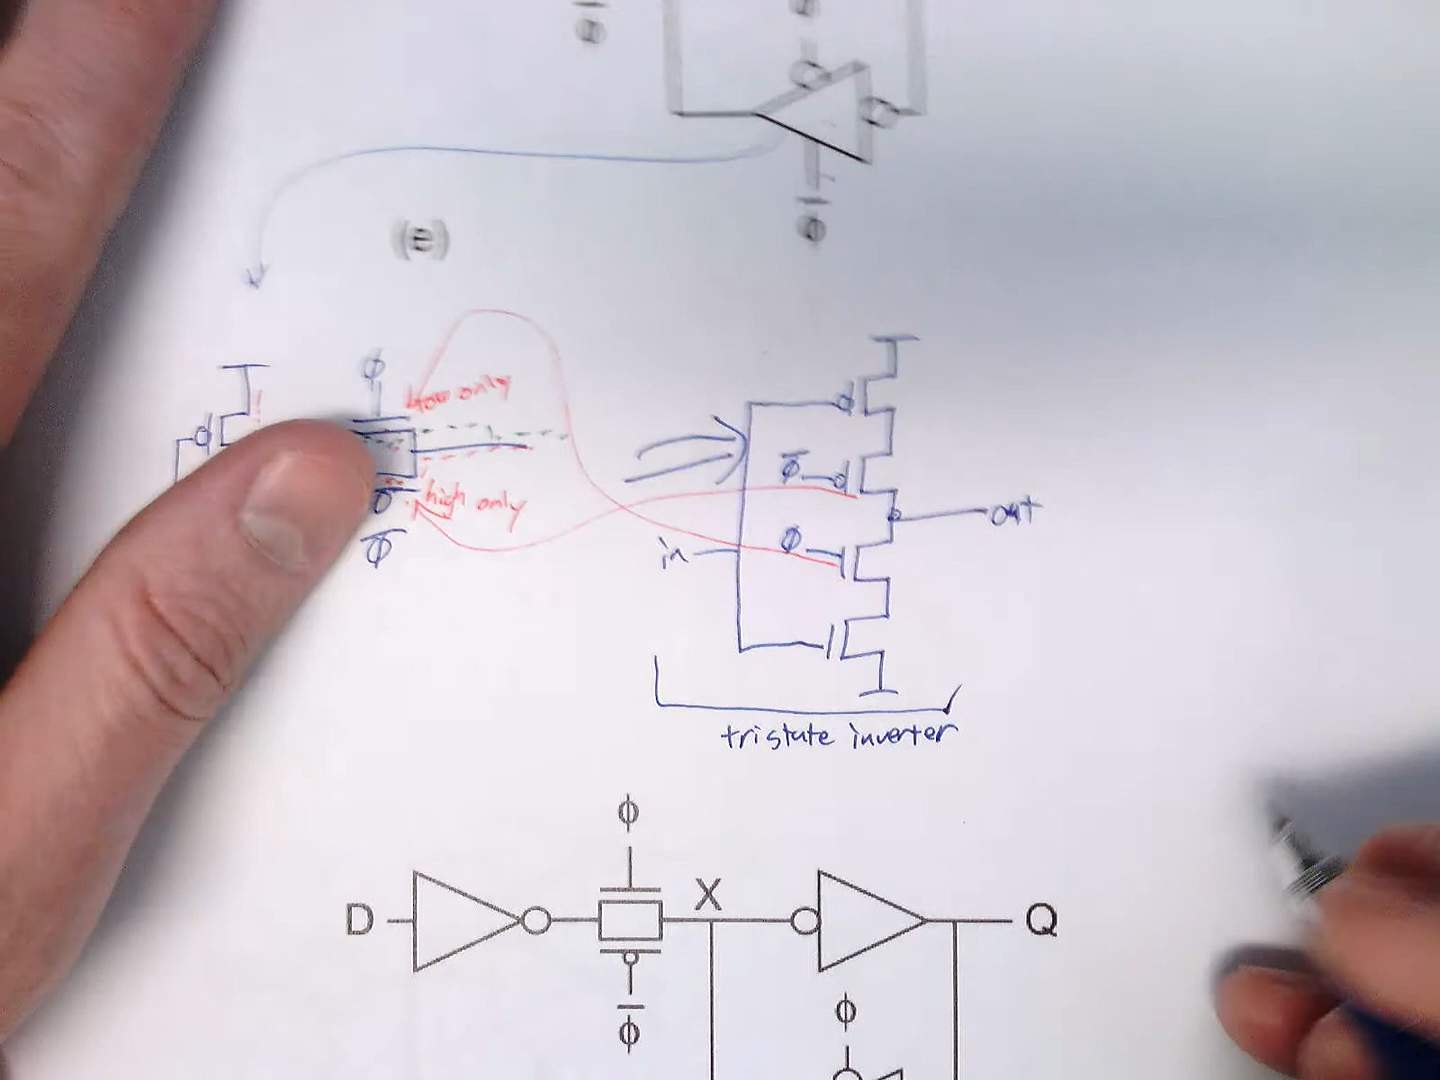 (e)
ϕ
low only
high only
ϕ̅
ϕ̅
ϕ
in
out
tristate inverter
ϕ
D
X
Q
ϕ̅
ϕ